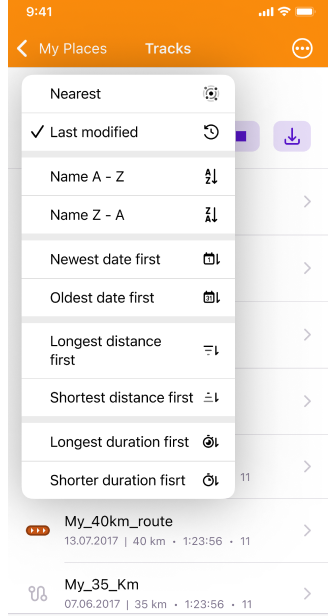 9:41
My Places Tracks
Nearest
Last modified
Name A - Z
Name Z - A
Newest date first
Oldest date first
Longest distance
first
Shortest distance first
Longest duration first
Shorter duration fisrt
11
My_40km_route
13.07.2017 | 40 km • 1:23:56 • 11
My_35_Km
07.06.2017 | 35 km • 1:23:56 • 11